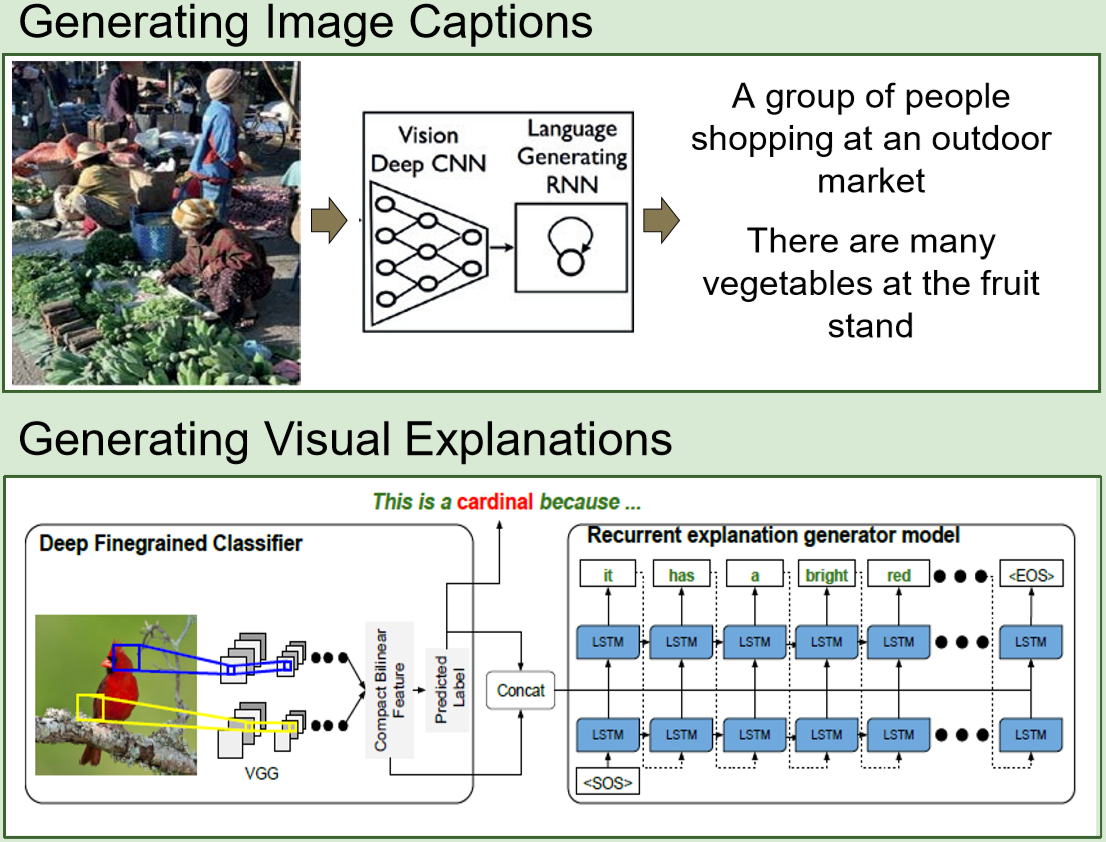 Generating Image Captions
Vision
Deep CNN
Language
Generating
RNN
A group of people
shopping at an outdoor
market
There are many
vegetables at the fruit
stand
Generating Visual Explanations
This is a cardinal because ...
Deep Finegrained Classifier
VGG
Compact Bilinear
Feature
Predicted
Label
Concat
Recurrent explanation generator model
it has a bright red <EOS>
LSTM LSTM LSTM LSTM LSTM LSTM
LSTM LSTM LSTM LSTM LSTM LSTM
<SOS>